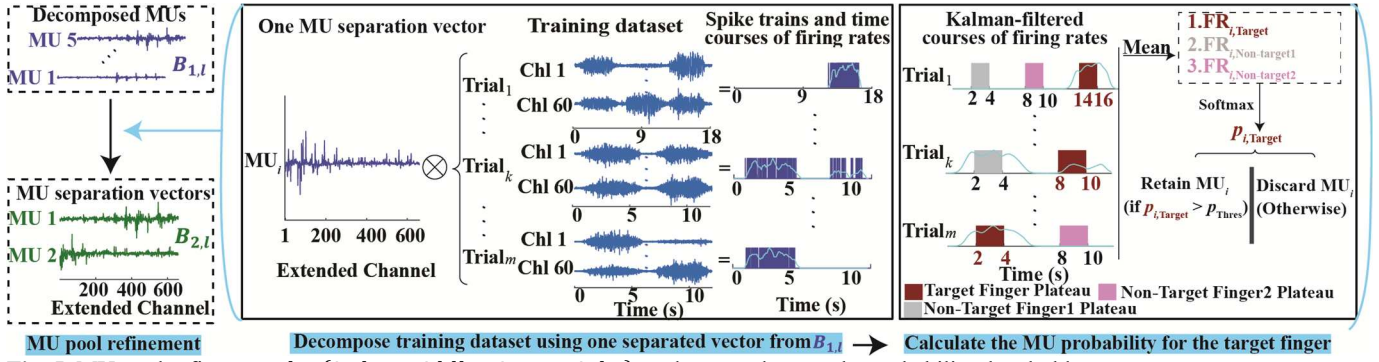 Decomposed MUs
MU 5
MU 1
B1,l
MU separation vectors
MU 1
MU 2
B2,l
200 400 600
Extended Channel
MU pool refinement
One MU separation vector
MUi
1 200 400 600
Extended Channel
Training dataset
Trial1
Chl 1
Chl 60
0 9 18
Trialk
Chl 1
Chl 60
0 5 10
Trialm
Chl 1
Chl 60
0 5 10
Time (s)
Spike trains and time
courses of firing rates
=
0 9 18
=
0 5 10
=
0 5 10
Time (s)
Decompose training dataset using one separated vector from B1,l
Kalman-filtered
courses of firing rates
Trial1
2 4 8 10 14 16
Trialk
2 4 8 10
Trialm
2 4 8 10
Time (s)
Target Finger Plateau
Non-Target Finger2 Plateau
Non-Target Finger1 Plateau
Mean
1.FRi,Target
2.FRi,Non-target1
3.FRi,Non-target2
Softmax
pi,Target
Retain MUi
(if pi,Target > pThres)
Discard MUi
(Otherwise)
Calculate the MU probability for the target finger